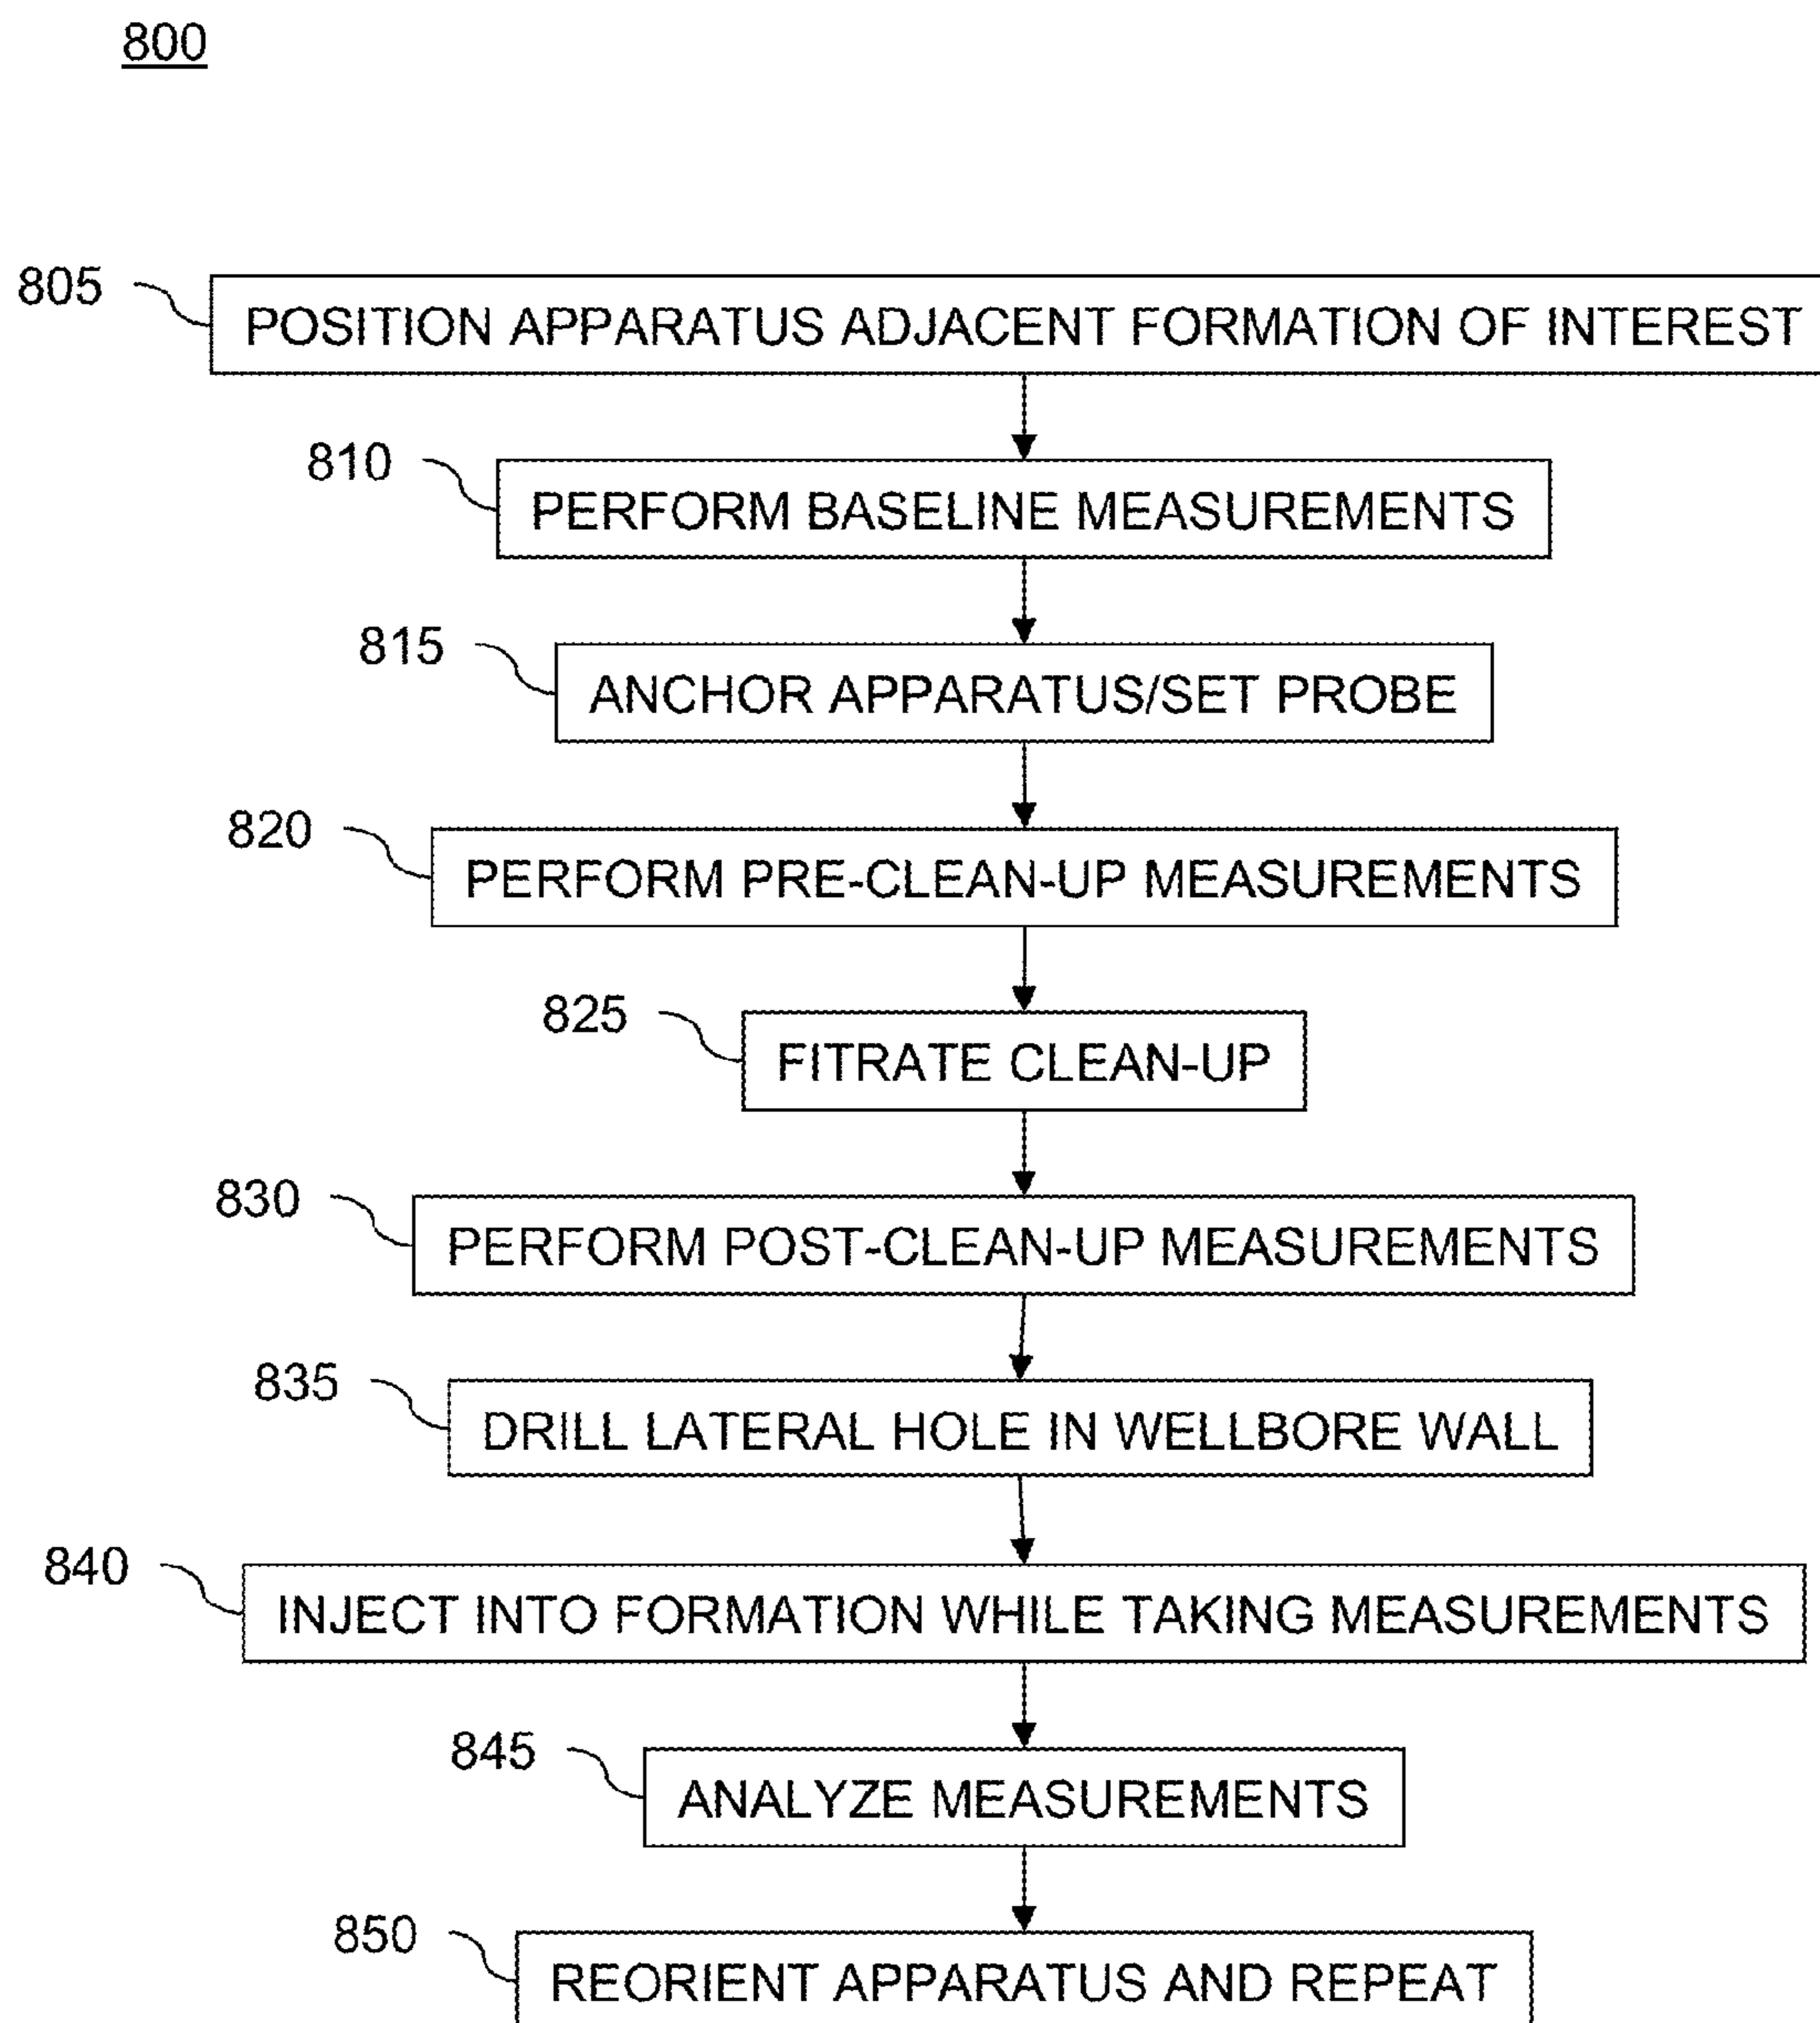 800
805 POSITION APPARATUS ADJACENT FORMATION OF INTEREST
810 PERFORM BASELINE MEASUREMENTS
815 ANCHOR APPARATUS/SET PROBE
820 PERFORM PRE-CLEAN-UP MEASUREMENTS
825 FITRATE CLEAN-UP
830 PERFORM POST-CLEAN-UP MEASUREMENTS
835 DRILL LATERAL HOLE IN WELLBORE WALL
840 INJECT INTO FORMATION WHILE TAKING MEASUREMENTS
845 ANALYZE MEASUREMENTS
850 REORIENT APPARATUS AND REPEAT